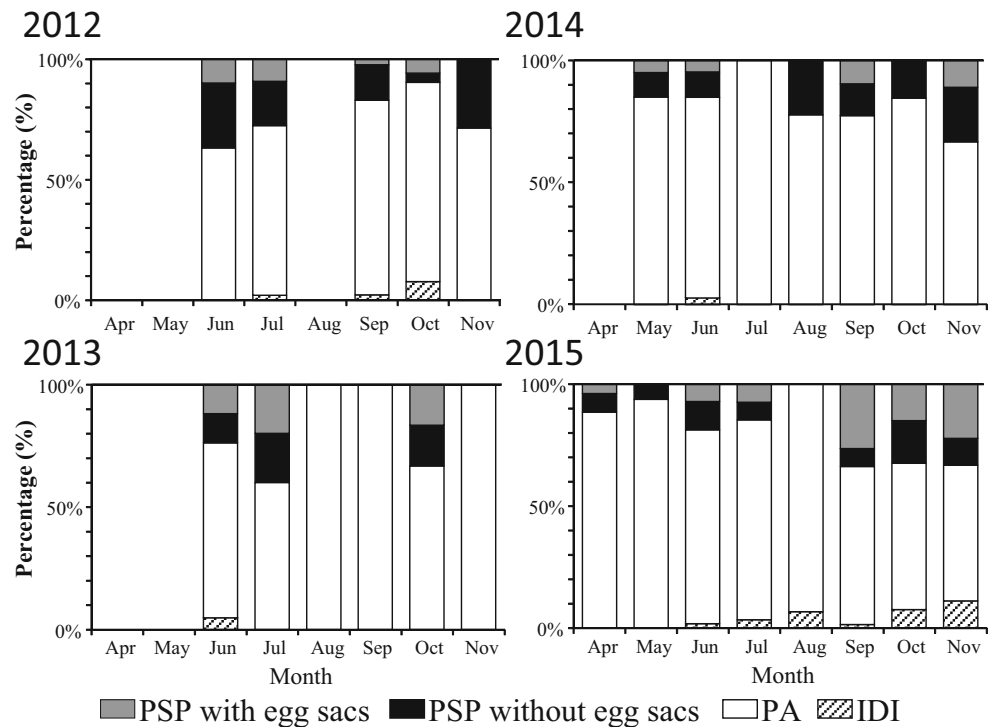 2012
2014
100%
50%
0%
Percentage (%)
Apr May Jun Jul Aug Sep Oct Nov
100%
50%
0%
Apr May Jun Jul Aug Sep Oct Nov
2013
2015
100%
50%
0%
Percentage (%)
Apr May Jun Jul Aug Sep Oct Nov
Month
100%
50%
0%
Apr May Jun Jul Aug Sep Oct Nov
Month
PSP with egg sacs PSP without egg sacs PA IDI